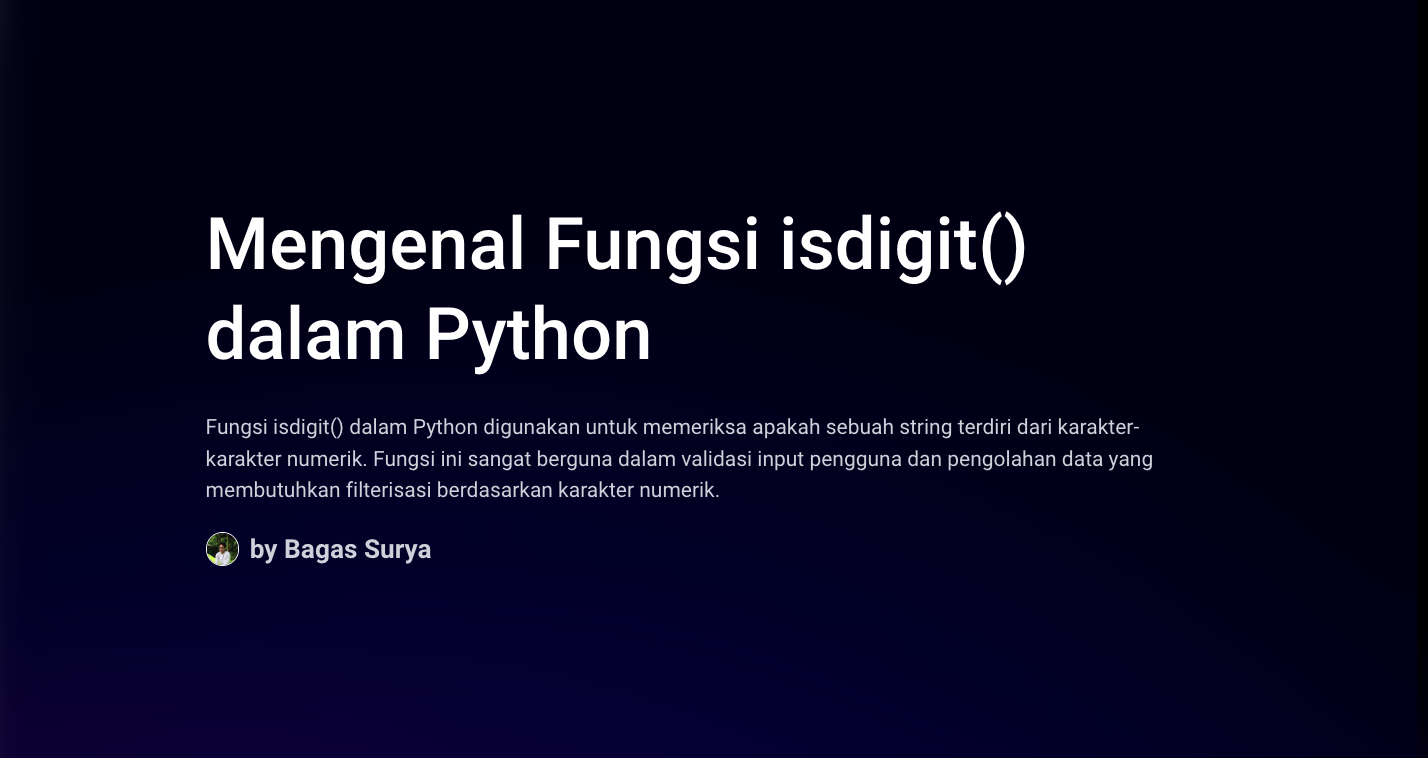 Mengenal Fungsi isdigit()
dalam Python
Fungsi isdigit() dalam Python digunakan untuk memeriksa apakah sebuah string terdiri dari karakter-
karakter numerik. Fungsi ini sangat berguna dalam validasi input pengguna dan pengolahan data yang
membutuhkan filterisasi berdasarkan karakter numerik.
by Bagas Surya